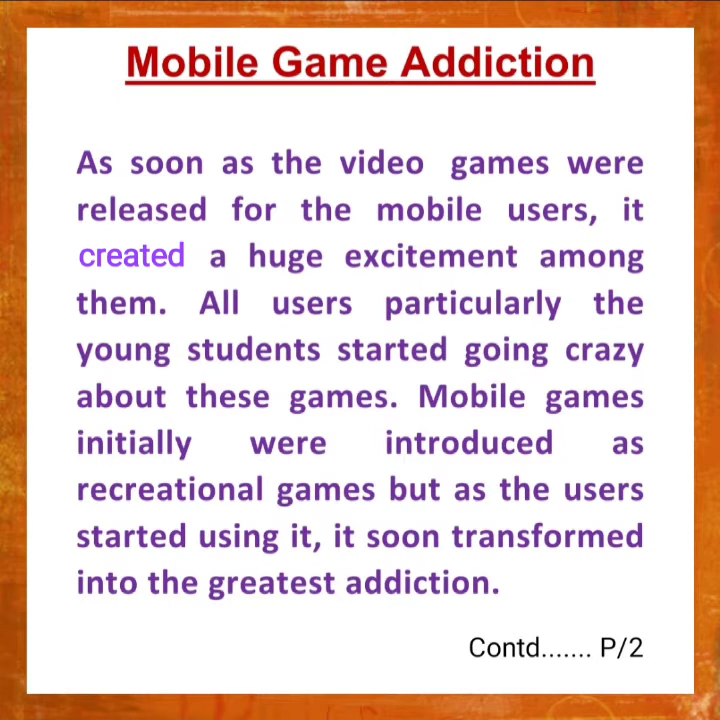 Mobile Game Addiction
As soon as the video games were
released for the mobile users, it
created a huge excitement among
them. All users particularly the
young students started going crazy
about these games. Mobile games
initially were introduced as
recreational games but as the users
started using it, it soon transformed
into the greatest addiction.
Contd....... P/2